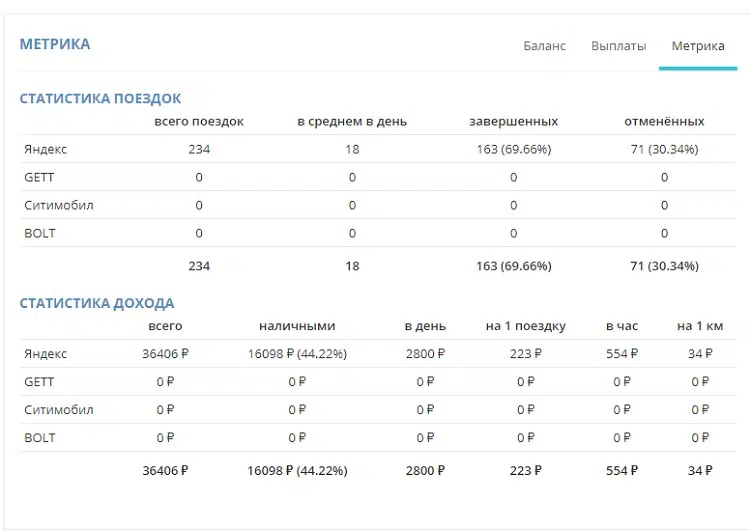 МЕТРИКА Баланс Выплаты Метрика
СТАТИСТИКА ПОЕЗДОК
всего поездок в среднем в день завершенных отменённых
Яндекс 234 18 163 (69.66%) 71 (30.34%)
GETT 0 0 0 0
Ситимобил 0 0 0 0
BOLT 0 0 0 0
234 18 163 (69.66%) 71 (30.34%)
СТАТИСТИКА ДОХОДА
всего наличными в день на 1 поездку в час на 1 км
Яндекс 36406 ₽ 16098 ₽ (44.22%) 2800 ₽ 223 ₽ 554 ₽ 34 ₽
GETT 0 ₽ 0 ₽ 0 ₽ 0 ₽ 0 ₽ 0 ₽
Ситимобил 0 ₽ 0 ₽ 0 ₽ 0 ₽ 0 ₽ 0 ₽
BOLT 0 ₽ 0 ₽ 0 ₽ 0 ₽ 0 ₽ 0 ₽
36406 ₽ 16098 ₽ (44.22%) 2800 ₽ 223 ₽ 554 ₽ 34 ₽